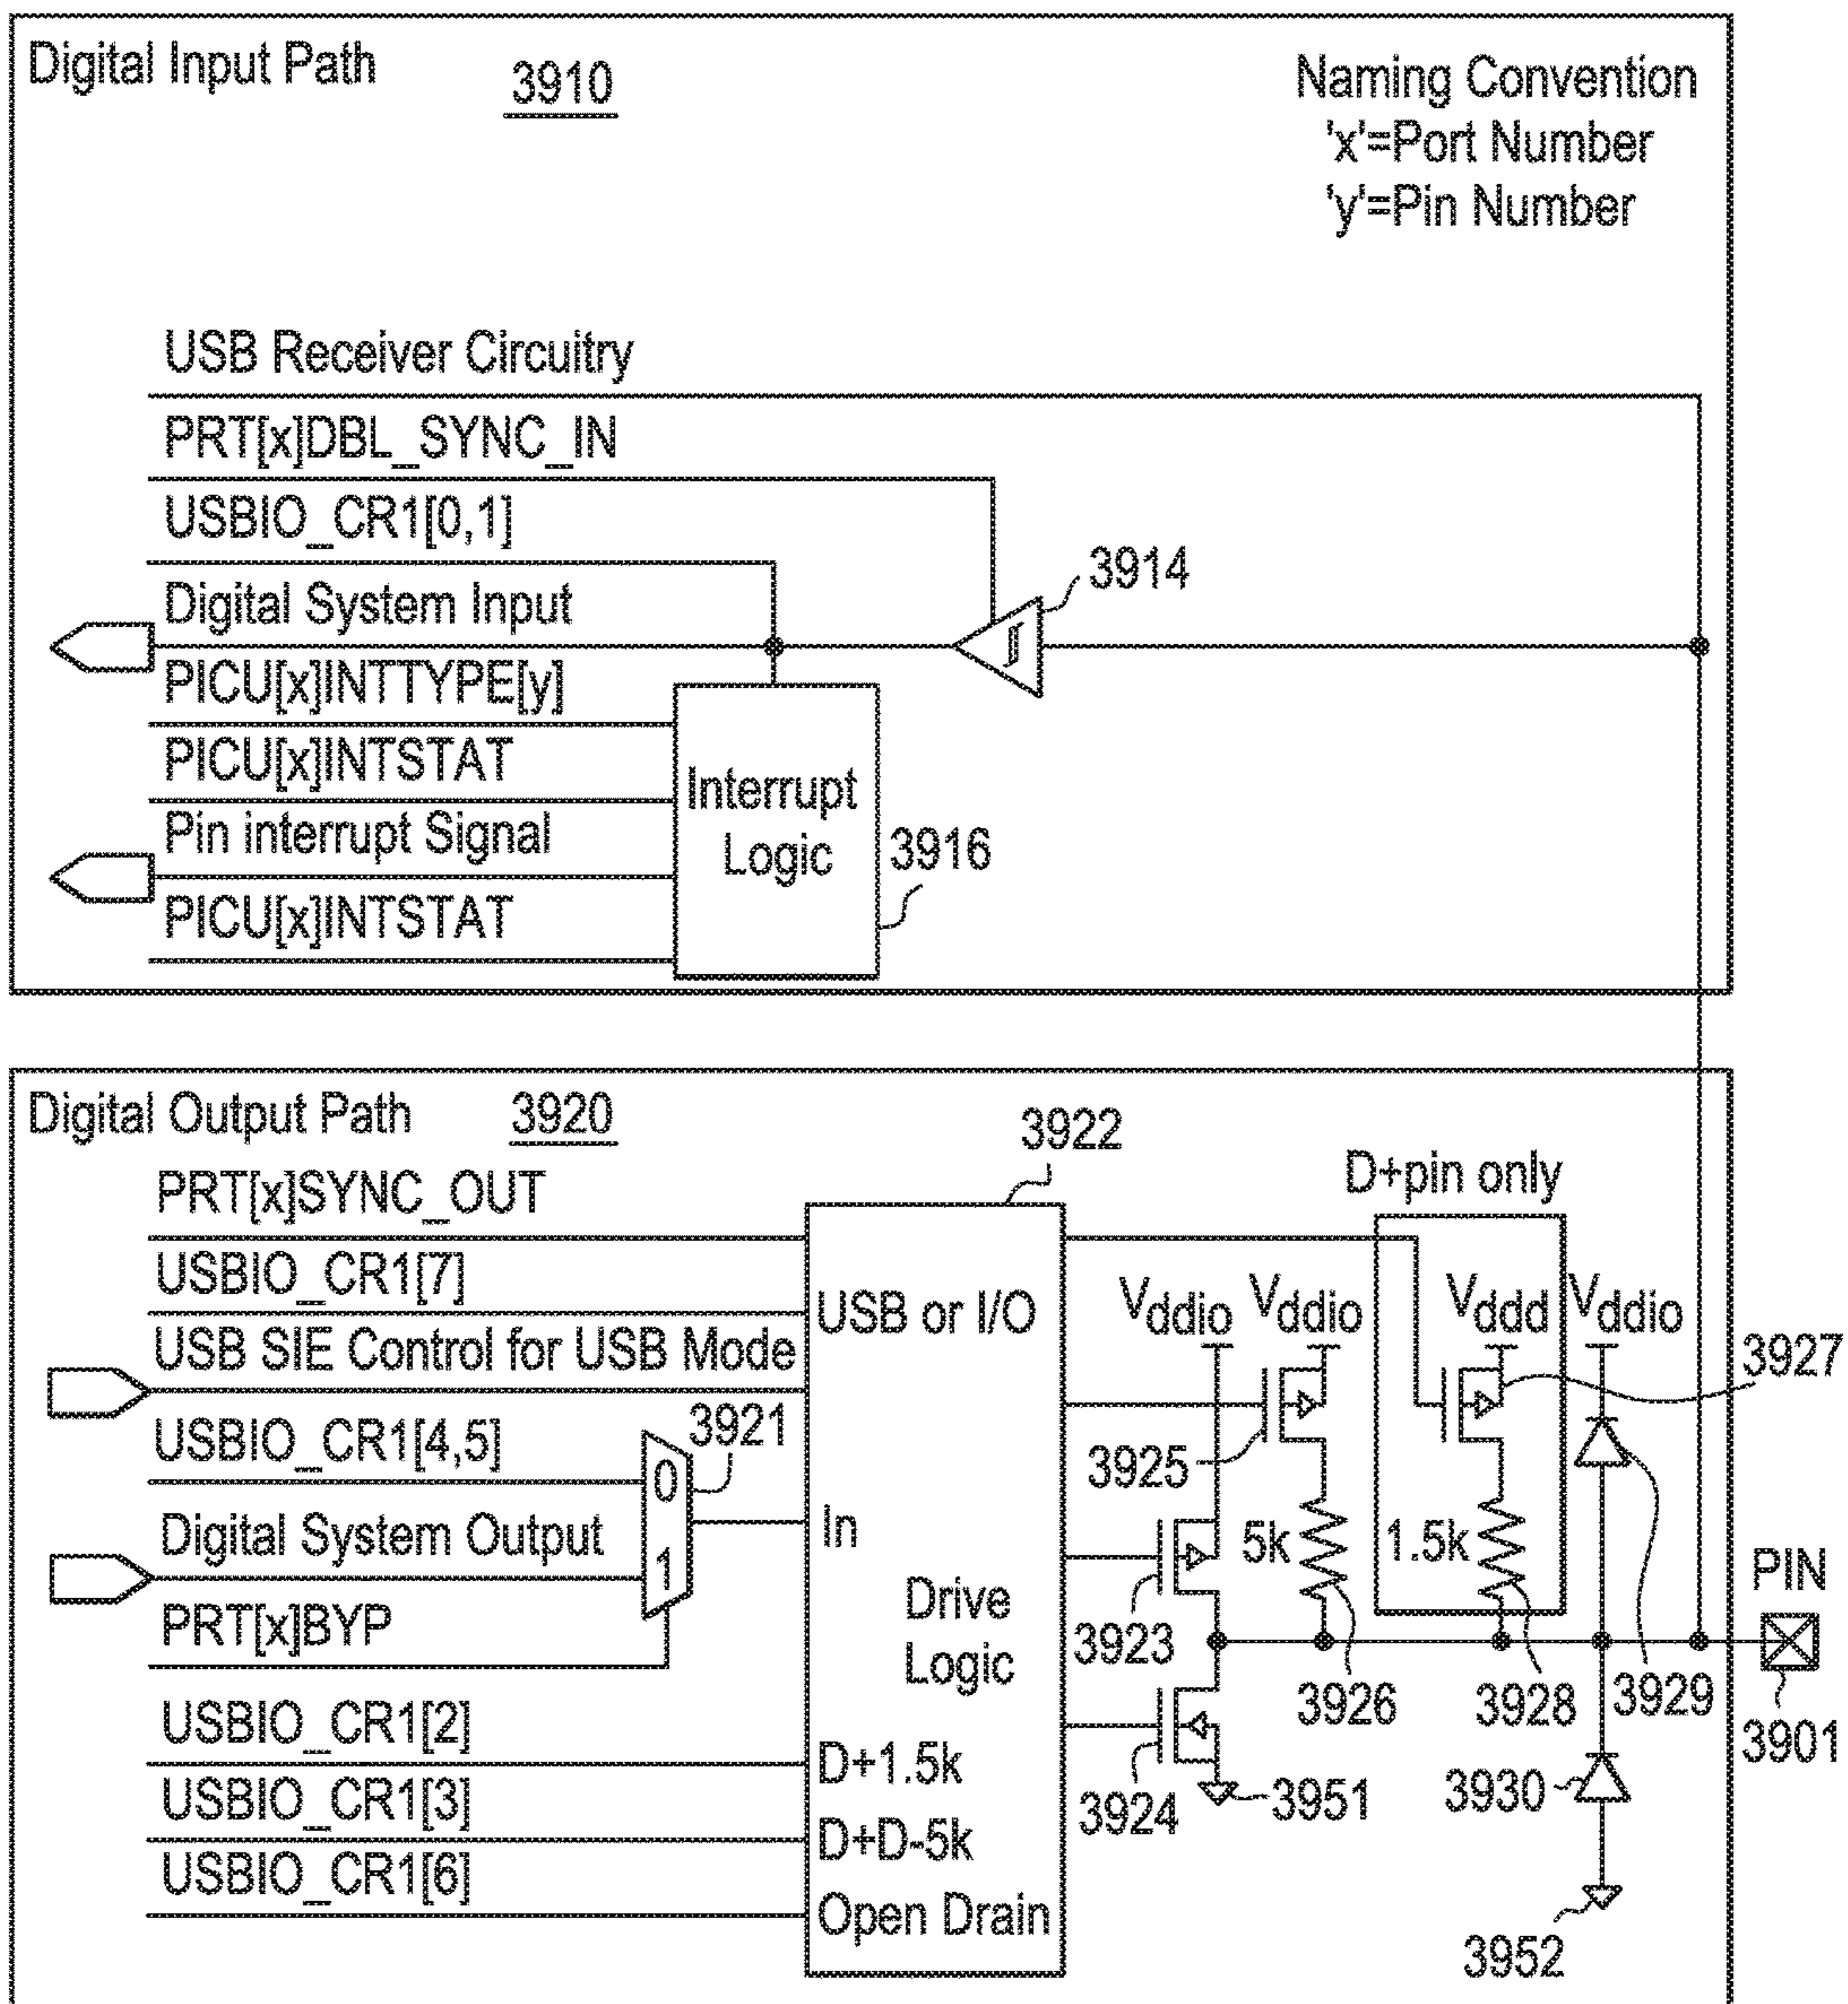 Digital Input Path
3910
Naming Convention
'x'=Port Number
'y'=Pin Number
USB Receiver Circuitry
PRT[x]DBL_SYNC_IN
USBIO_CR1[0,1]
3914
Digital System Input
PICU[x]INTTYPE[y]
PICU[x]INTSTAT
Pin interrupt Signal
PICU[x]INTSTAT
Interrupt
Logic
3916
Digital Output Path
3920
3922
D+pin only
PRT[x]SYNC_OUT
USBIO_CR1[7]
USB SIE Control for USB Mode
USBIO_CR1[4,5]
Digital System Output
PRT[x]BYP
3921
0
1
USBIO_CR1[2]
USBIO_CR1[3]
USBIO_CR1[6]
USB or I/O
In
Drive
Logic
D+1.5k
D+D-5k
Open Drain
Vddio
Vddio
Vddd
Vddio
3927
3925
5k
1.5k
PIN
3923
3926
3928
3929
3901
3924
3951
3930
3952